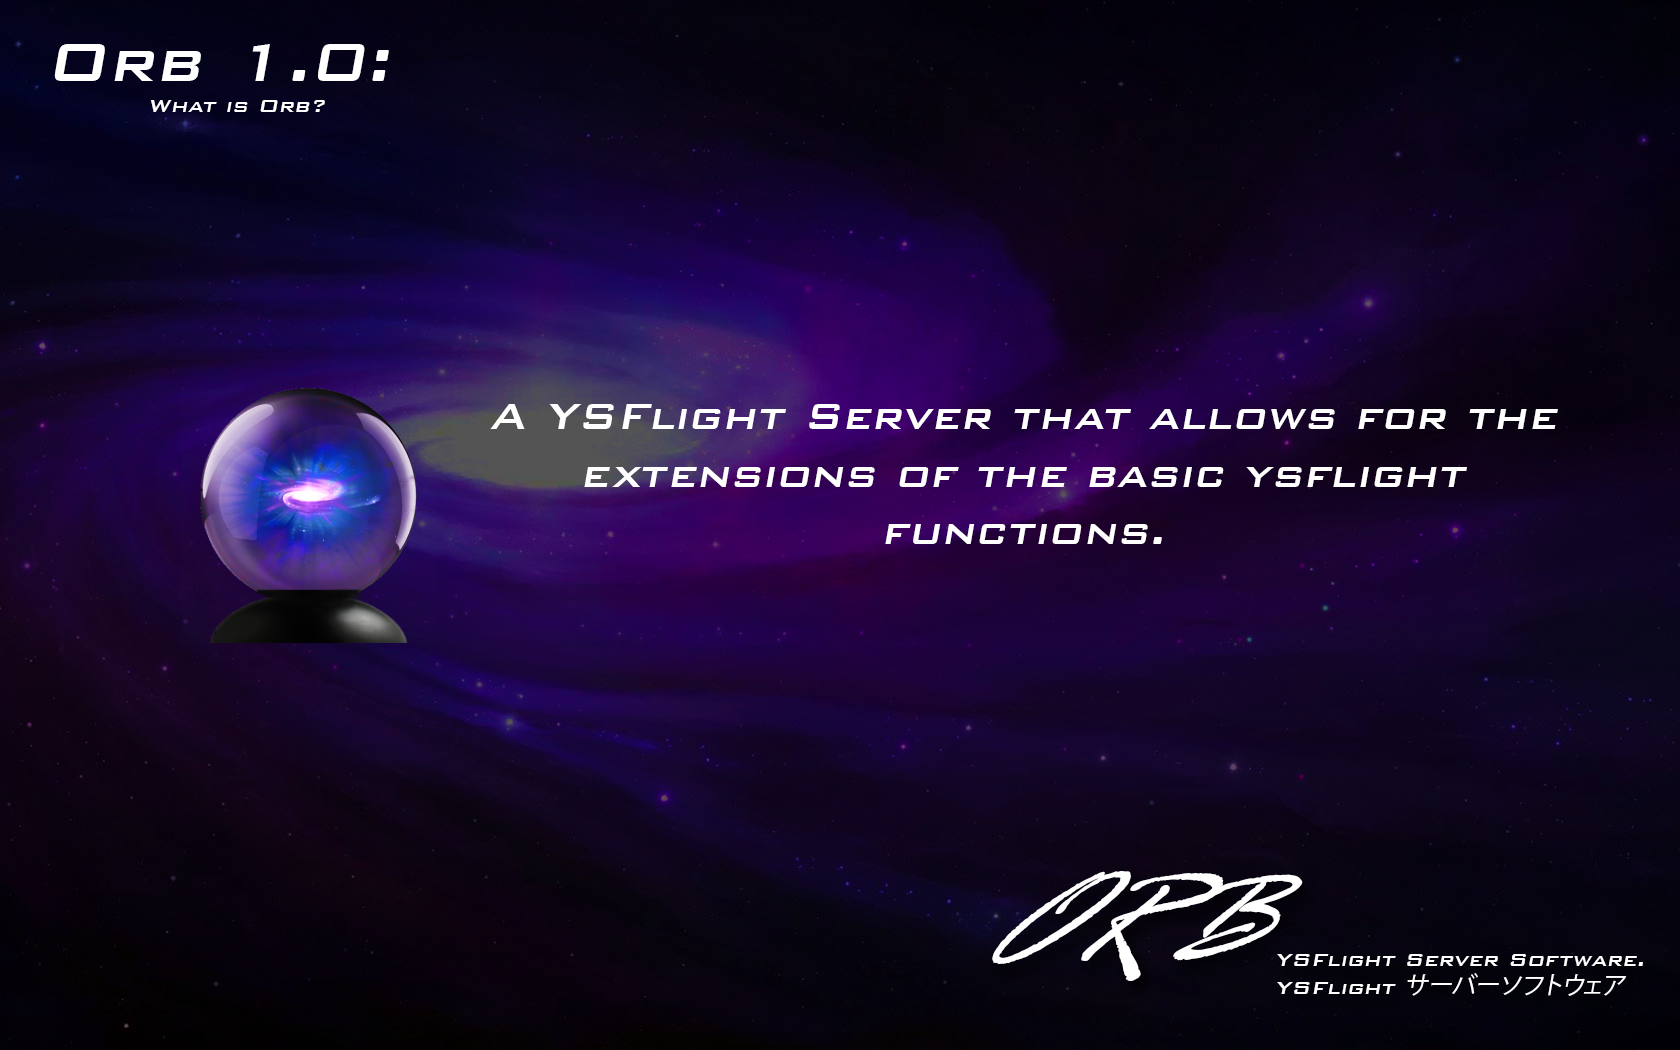 Orb 1.0:
What is Orb?
A YSFlight Server that allows for the
extensions of the basic ysflight
functions.
ORB
YSFlight Server Software.
YSFlight サーバーソフトウェア